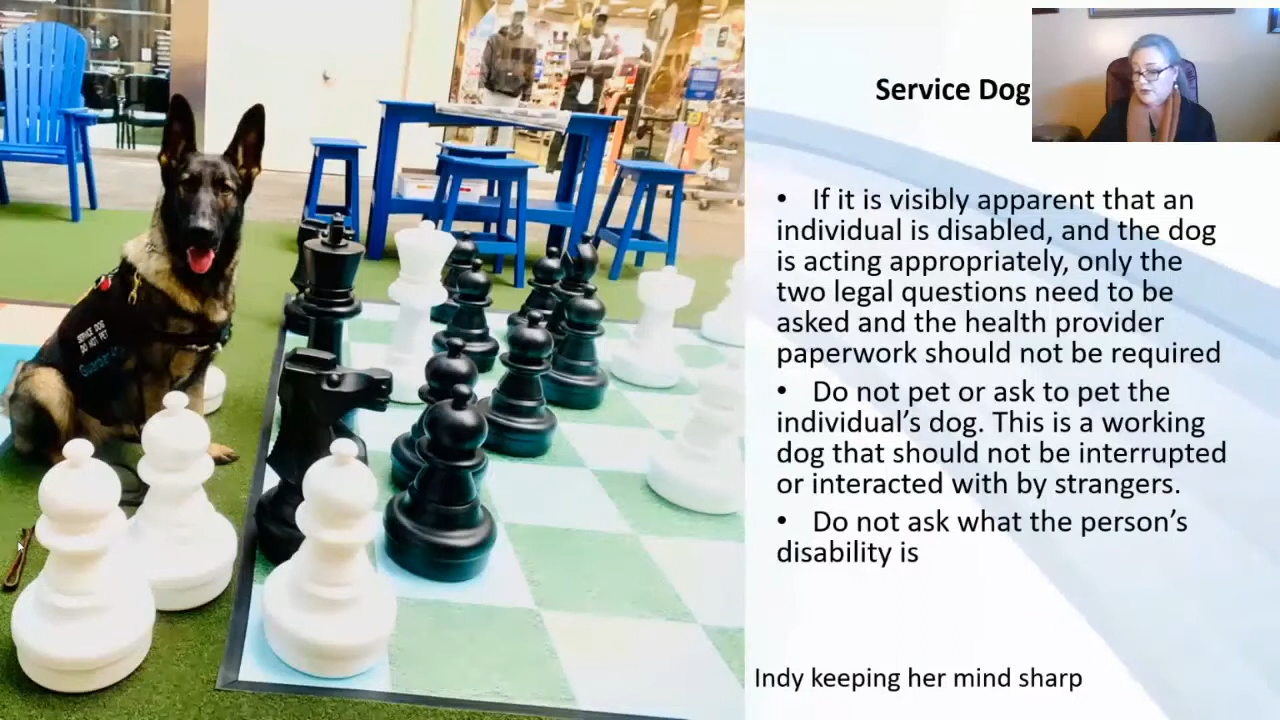 Service Dog
• If it is visibly apparent that an
individual is disabled, and the dog
is acting appropriately, only the
two legal questions need to be
asked and the health provider
paperwork should not be required
• Do not pet or ask to pet the
individual’s dog. This is a working
dog that should not be interrupted
or interacted with by strangers.
• Do not ask what the person’s
disability is
Indy keeping her mind sharp
SERVICE DOG
DO NOT PET